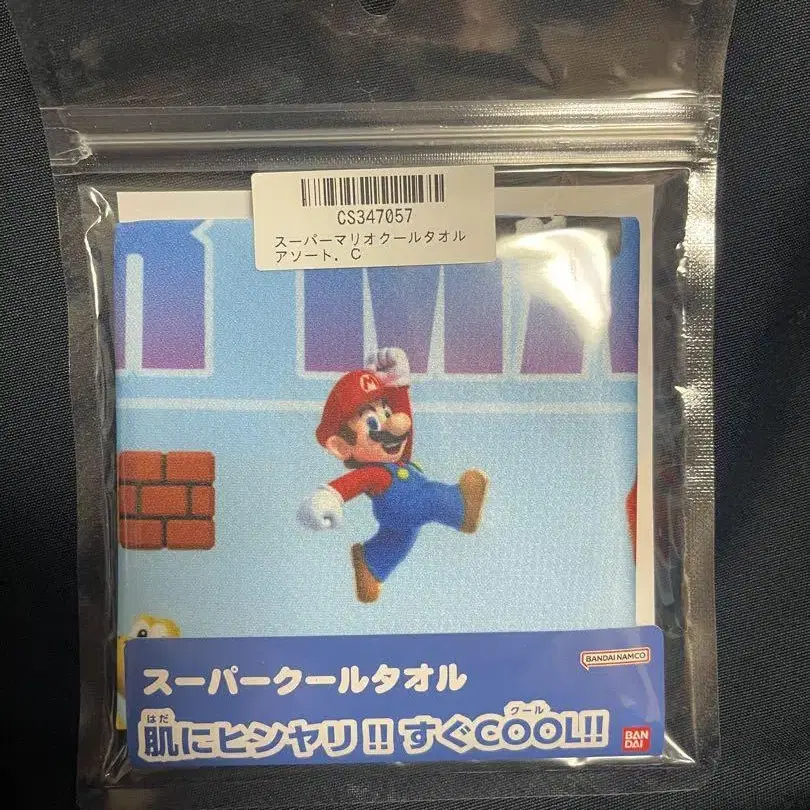 CS347057
スーパーマリオクールタオル
アソート. C
M
BANDAI NAMCO
スーパークールタオル
はだ クール
肌にヒンヤリ!! すぐCOOL!!
BAN
DAI